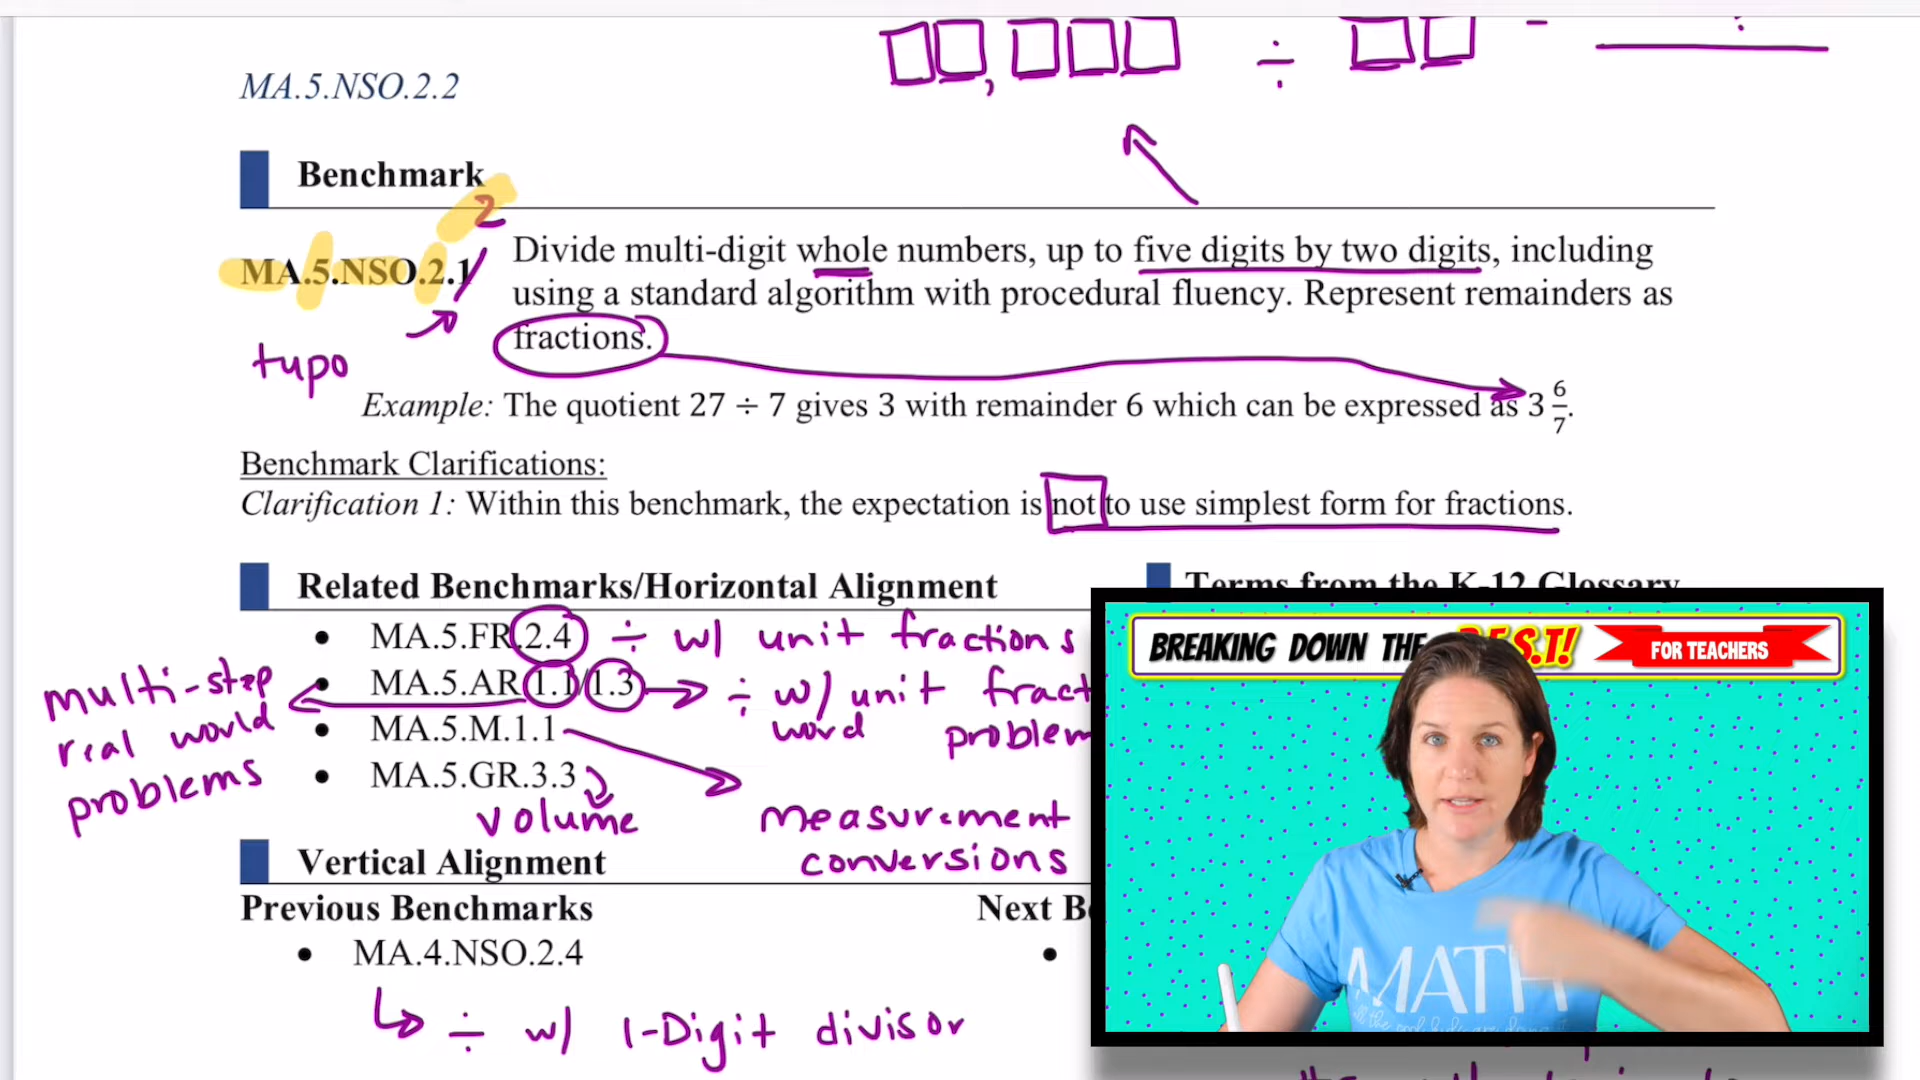 ÷ -
MA.5.NSO.2.2
Benchmark
2
MA.5.NSO.2.1 Divide multi-digit whole numbers, up to five digits by two digits, including
using a standard algorithm with procedural fluency. Represent remainders as
fractions.
typo
Example: The quotient 27 ÷ 7 gives 3 with remainder 6 which can be expressed as 3 6/7.
Benchmark Clarifications:
Clarification 1: Within this benchmark, the expectation is not to use simplest form for fractions.
Related Benchmarks/Horizontal Alignment
Terms from the K-12 Glossary
• MA.5.FR.2.4 ÷ w/ unit fractions
• MA.5.AR.1.1/1.3 ÷ w/ unit fract
word problem
multi-step
real world
problems
• MA.5.M.1.1
• MA.5.GR.3.3
volume
measurement
conversions
Vertical Alignment
Previous Benchmarks
Next Be
• MA.4.NSO.2.4
÷ w/ 1-Digit divisor
BREAKING DOWN THE B.E.S.T! FOR TEACHERS
MATH